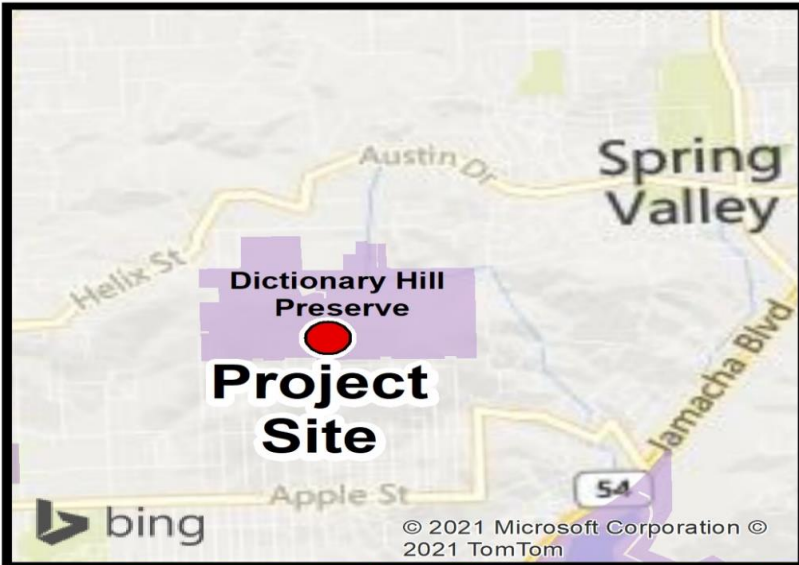 Austin Dr
Spring
Valley
Helix St
Dictionary Hill
Preserve
Project
Site
Jamacha Blvd
54
Apple St
bing
© 2021 Microsoft Corporation ©
2021 TomTom